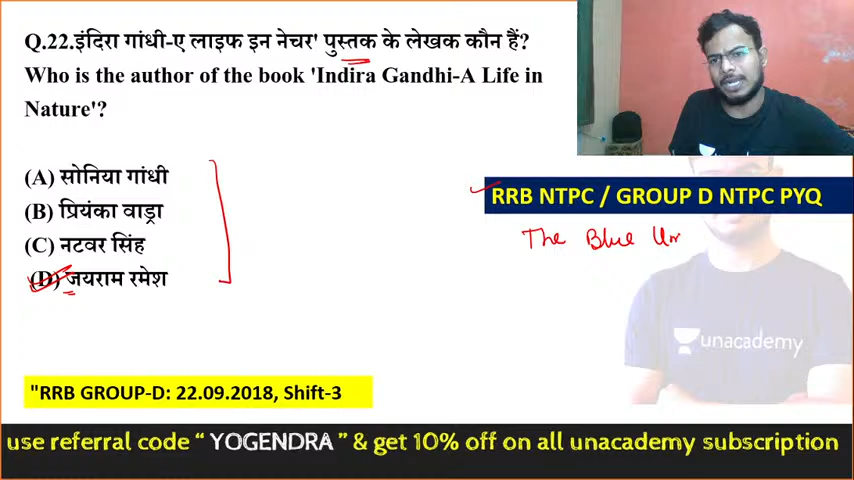 Q.22.इंदिरा गांधी-ए लाइफ इन नेचर' पुस्तक के लेखक कौन हैं?
Who is the author of the book 'Indira Gandhi-A Life in
Nature'?
(A) सोनिया गांधी
(B) प्रियंका वाड्रा
(C) नटवर सिंह
(D) जयराम रमेश
RRB NTPC / GROUP D NTPC PYQ
The Blue Um
unacademy
"RRB GROUP-D: 22.09.2018, Shift-3
use referral code “ YOGENDRA ” & get 10% off on all unacademy subscription